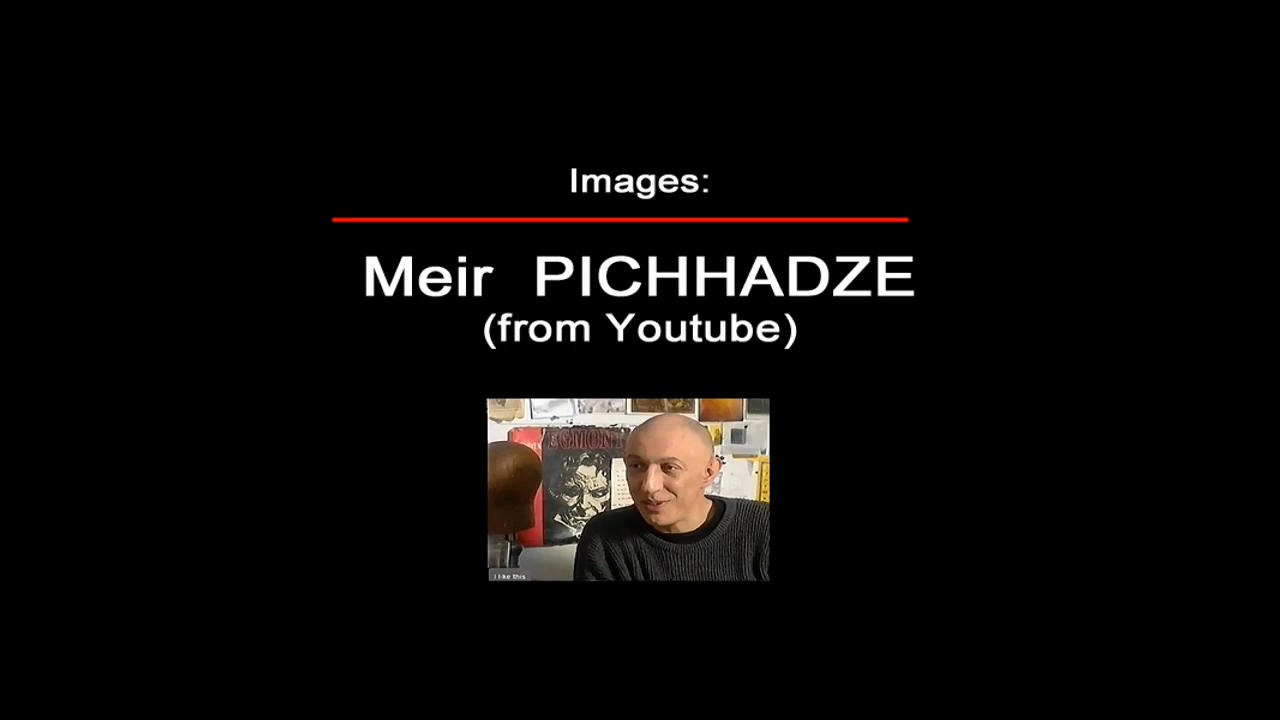 Images:
Meir PICHHADZE
(from Youtube)
EGMONT
I like this